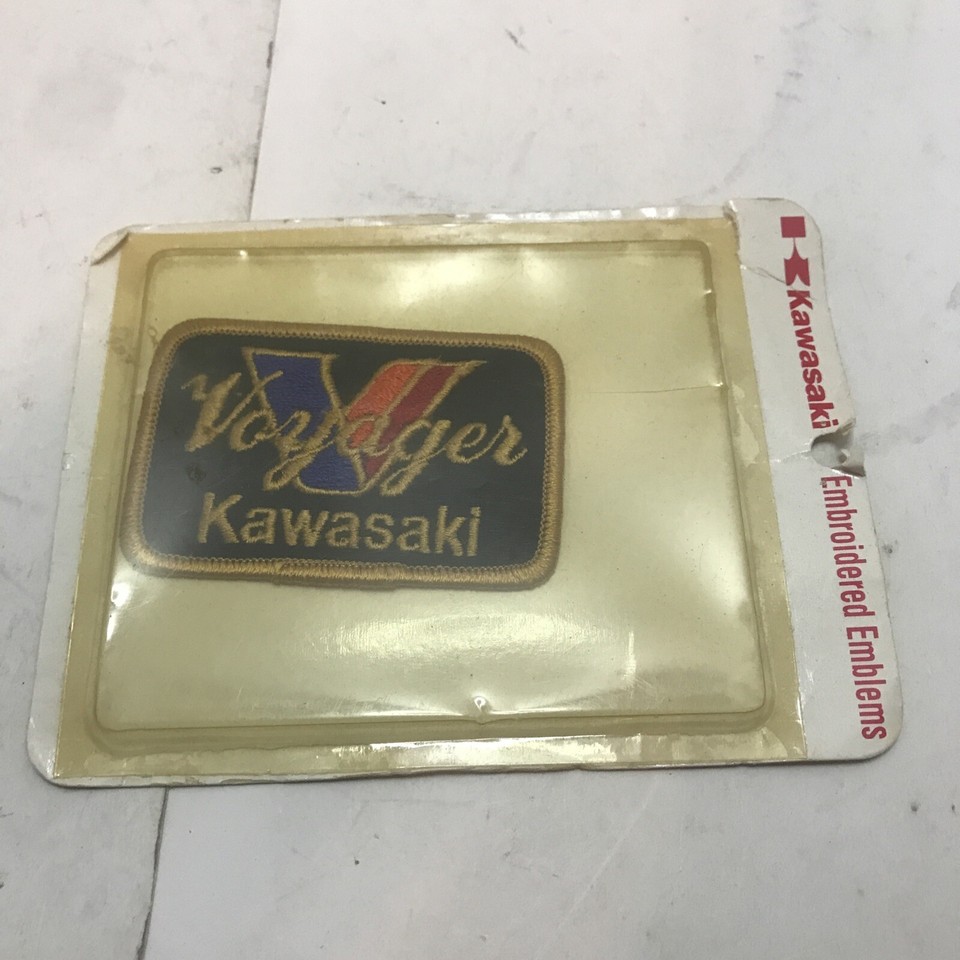 Voyager
Kawasaki
Kawasaki
Embroidered Emblems